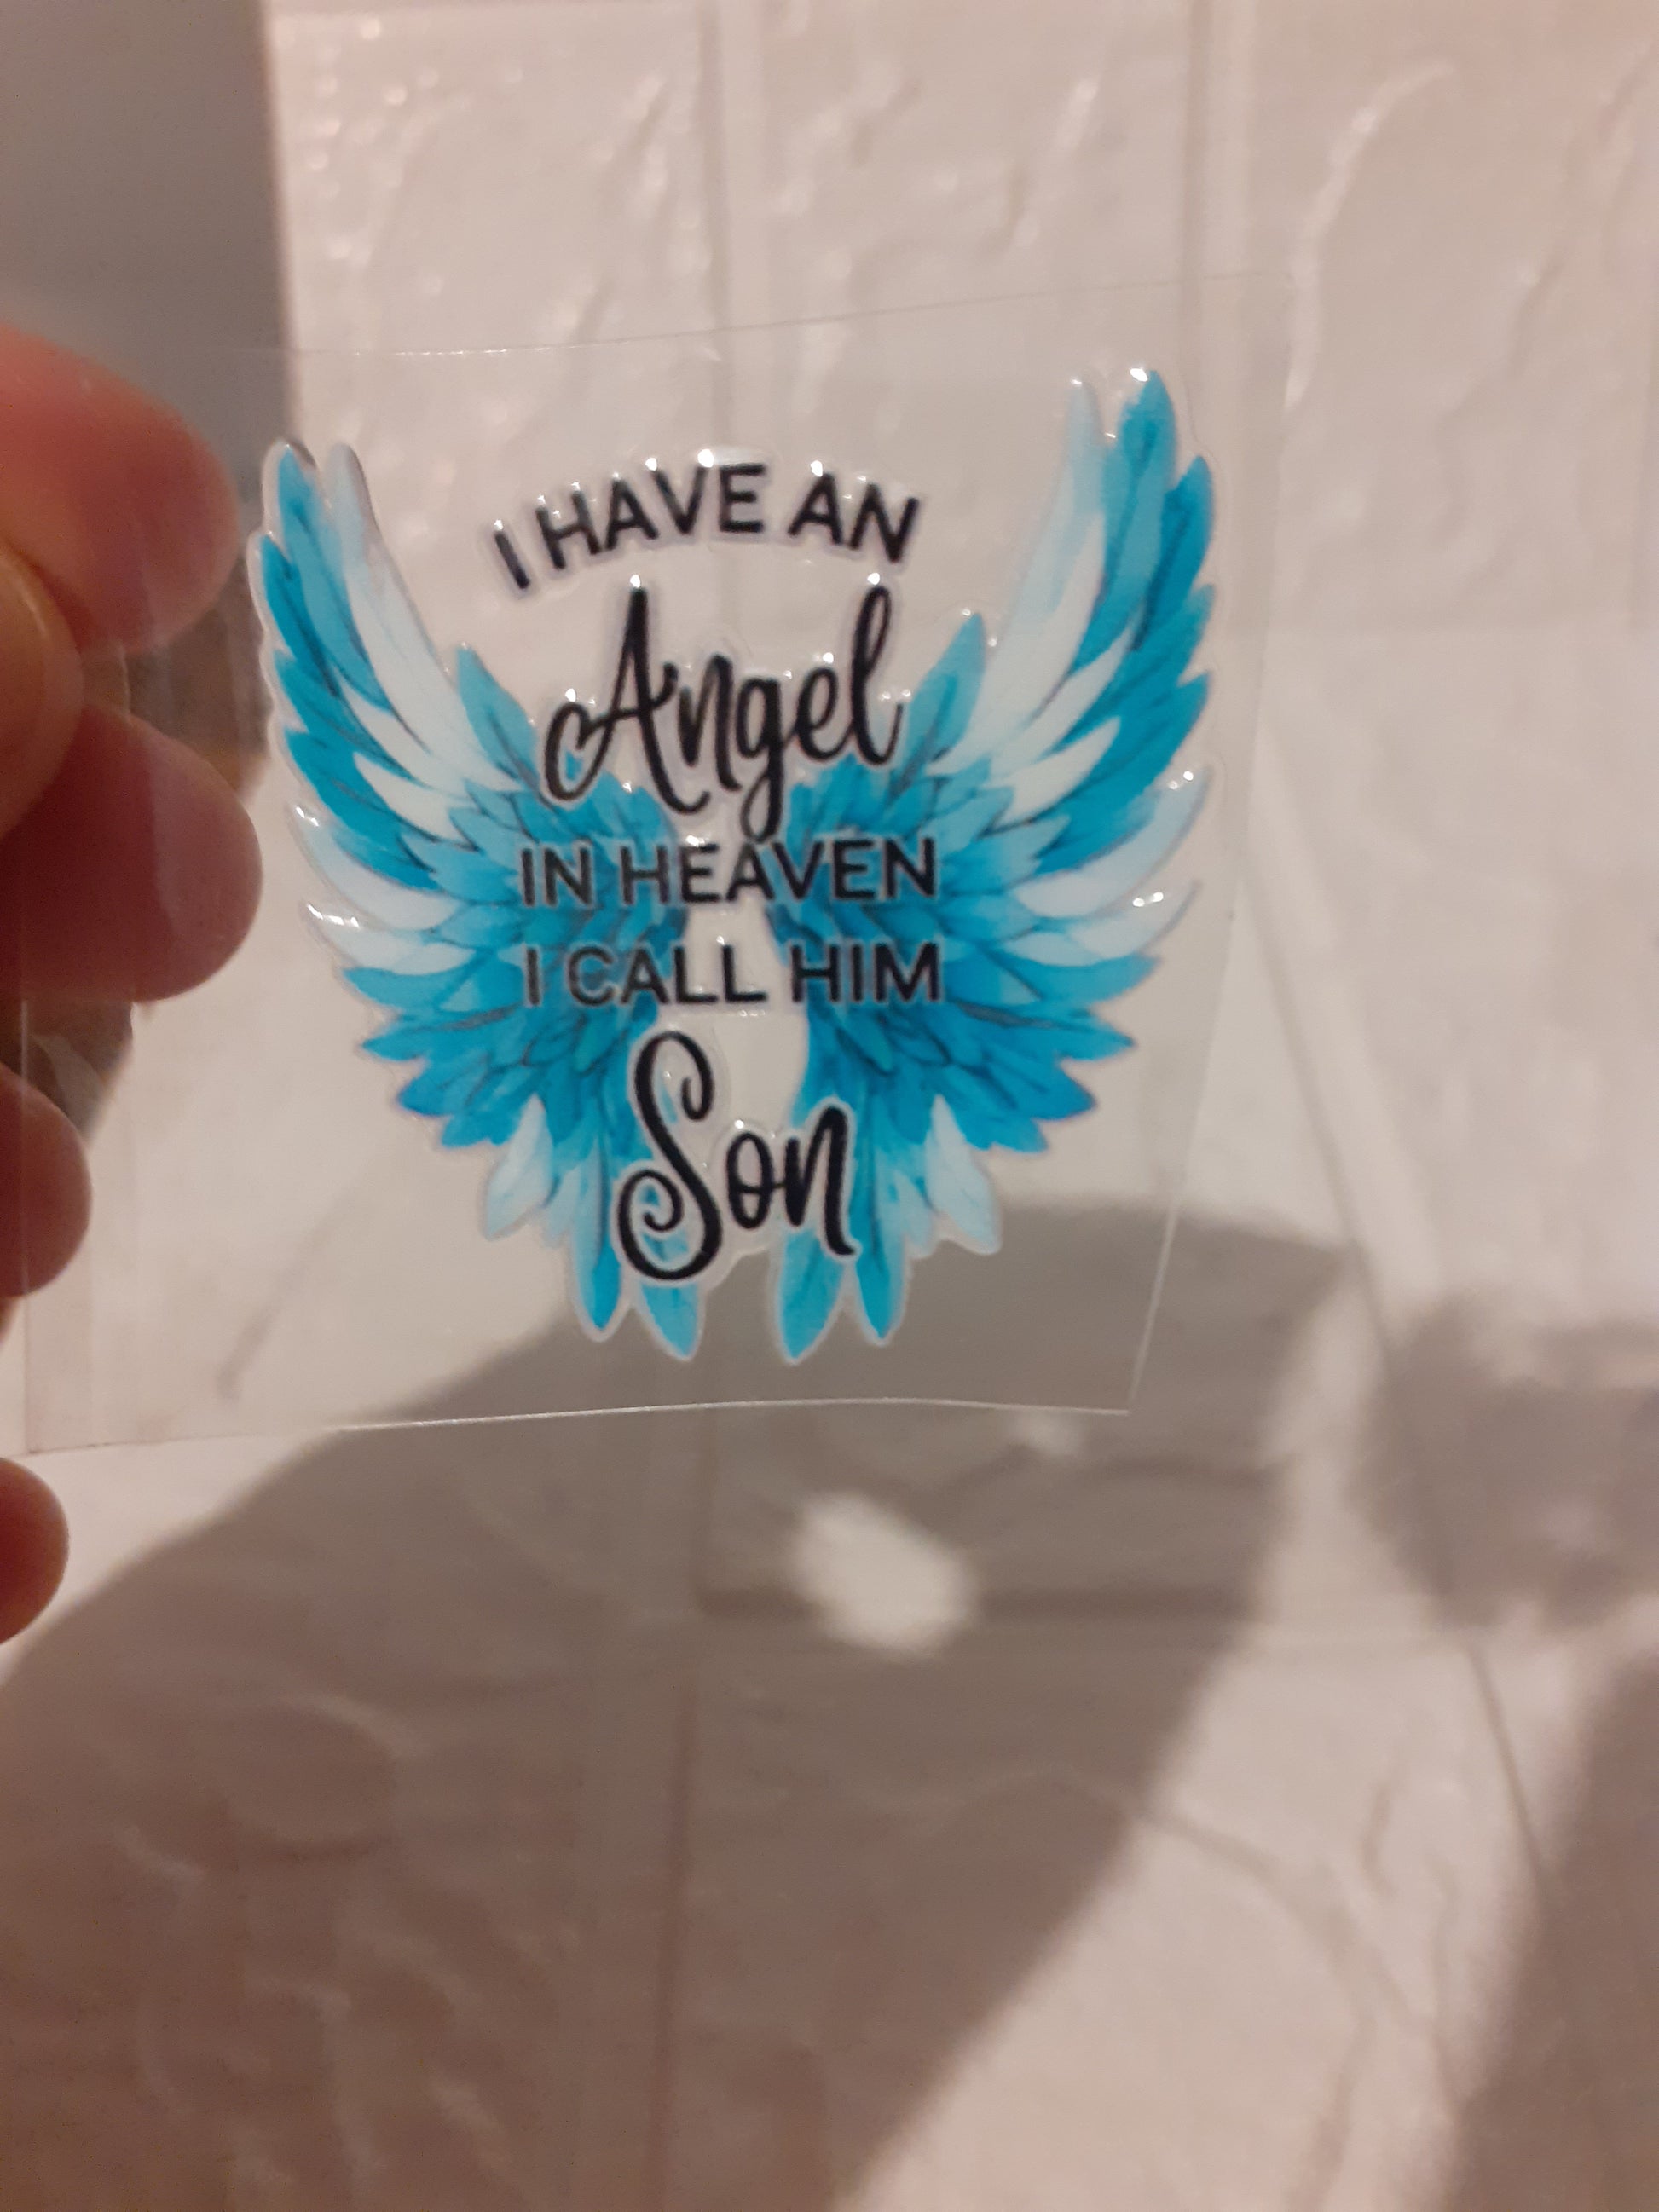 I HAVE AN
Angel
IN HEAVEN
I CALL HIM
Son